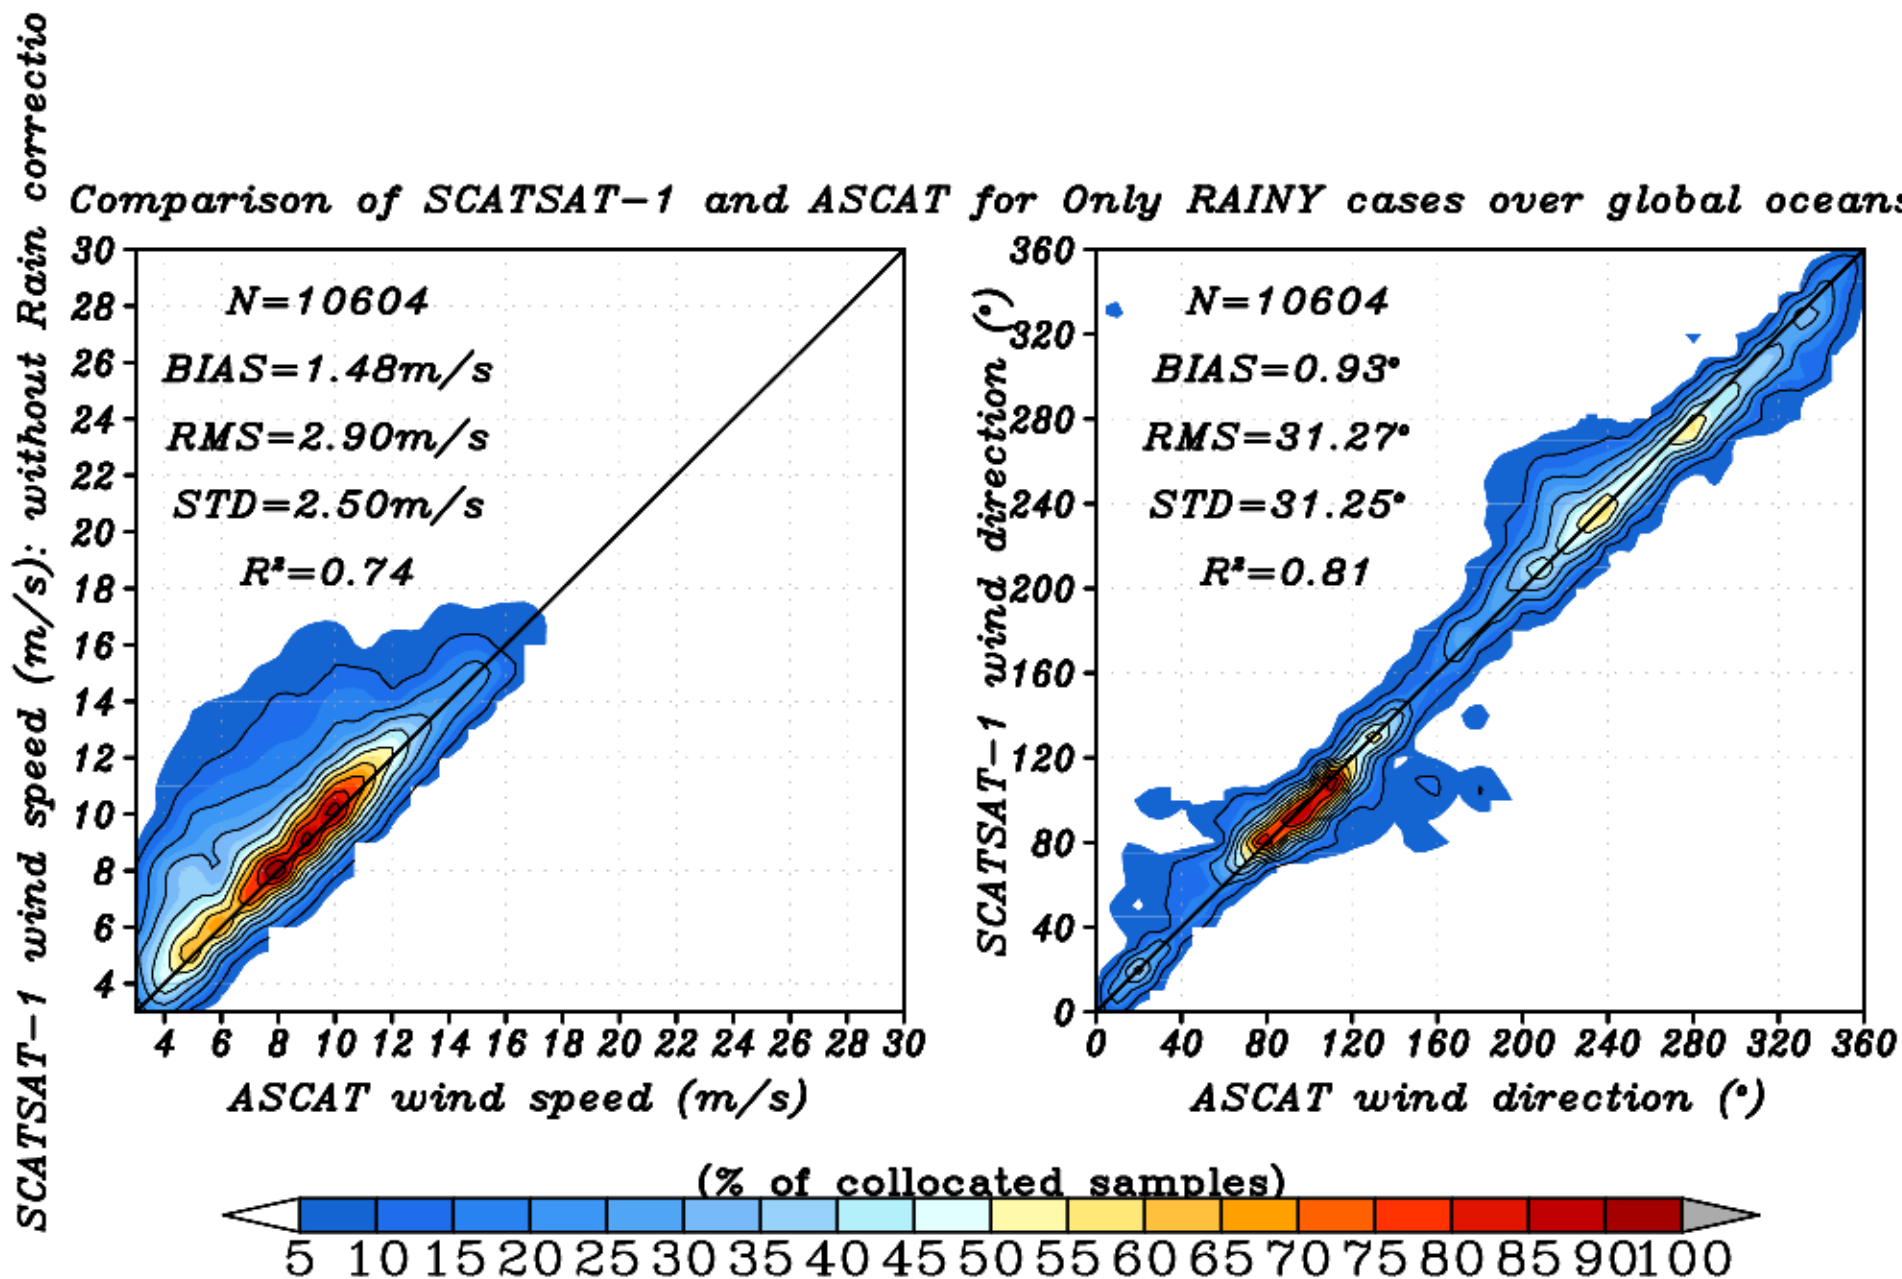 SCATSAT-1 wind speed (m/s): without Rain correctio
Comparison of SCATSAT-1 and ASCAT for Only RAINY cases over global oceans
30
28
26
24
22
20
18
16
14
12
10
8
6
4
N=10604
BIAS=1.48m/s
RMS=2.90m/s
STD=2.50m/s
R²=0.74
4 6 8 10 12 14 16 18 20 22 24 26 28 30
ASCAT wind speed (m/s)
SCATSAT-1 wind direction (°)
360
320
280
240
200
160
120
80
40
0
N=10604
BIAS=0.93°
RMS=31.27°
STD=31.25°
R²=0.81
0 40 80 120 160 200 240 280 320 360
ASCAT wind direction (°)
(% of collocated samples)
5 10 15 20 25 30 35 40 45 50 55 60 65 70 75 80 85 90 100